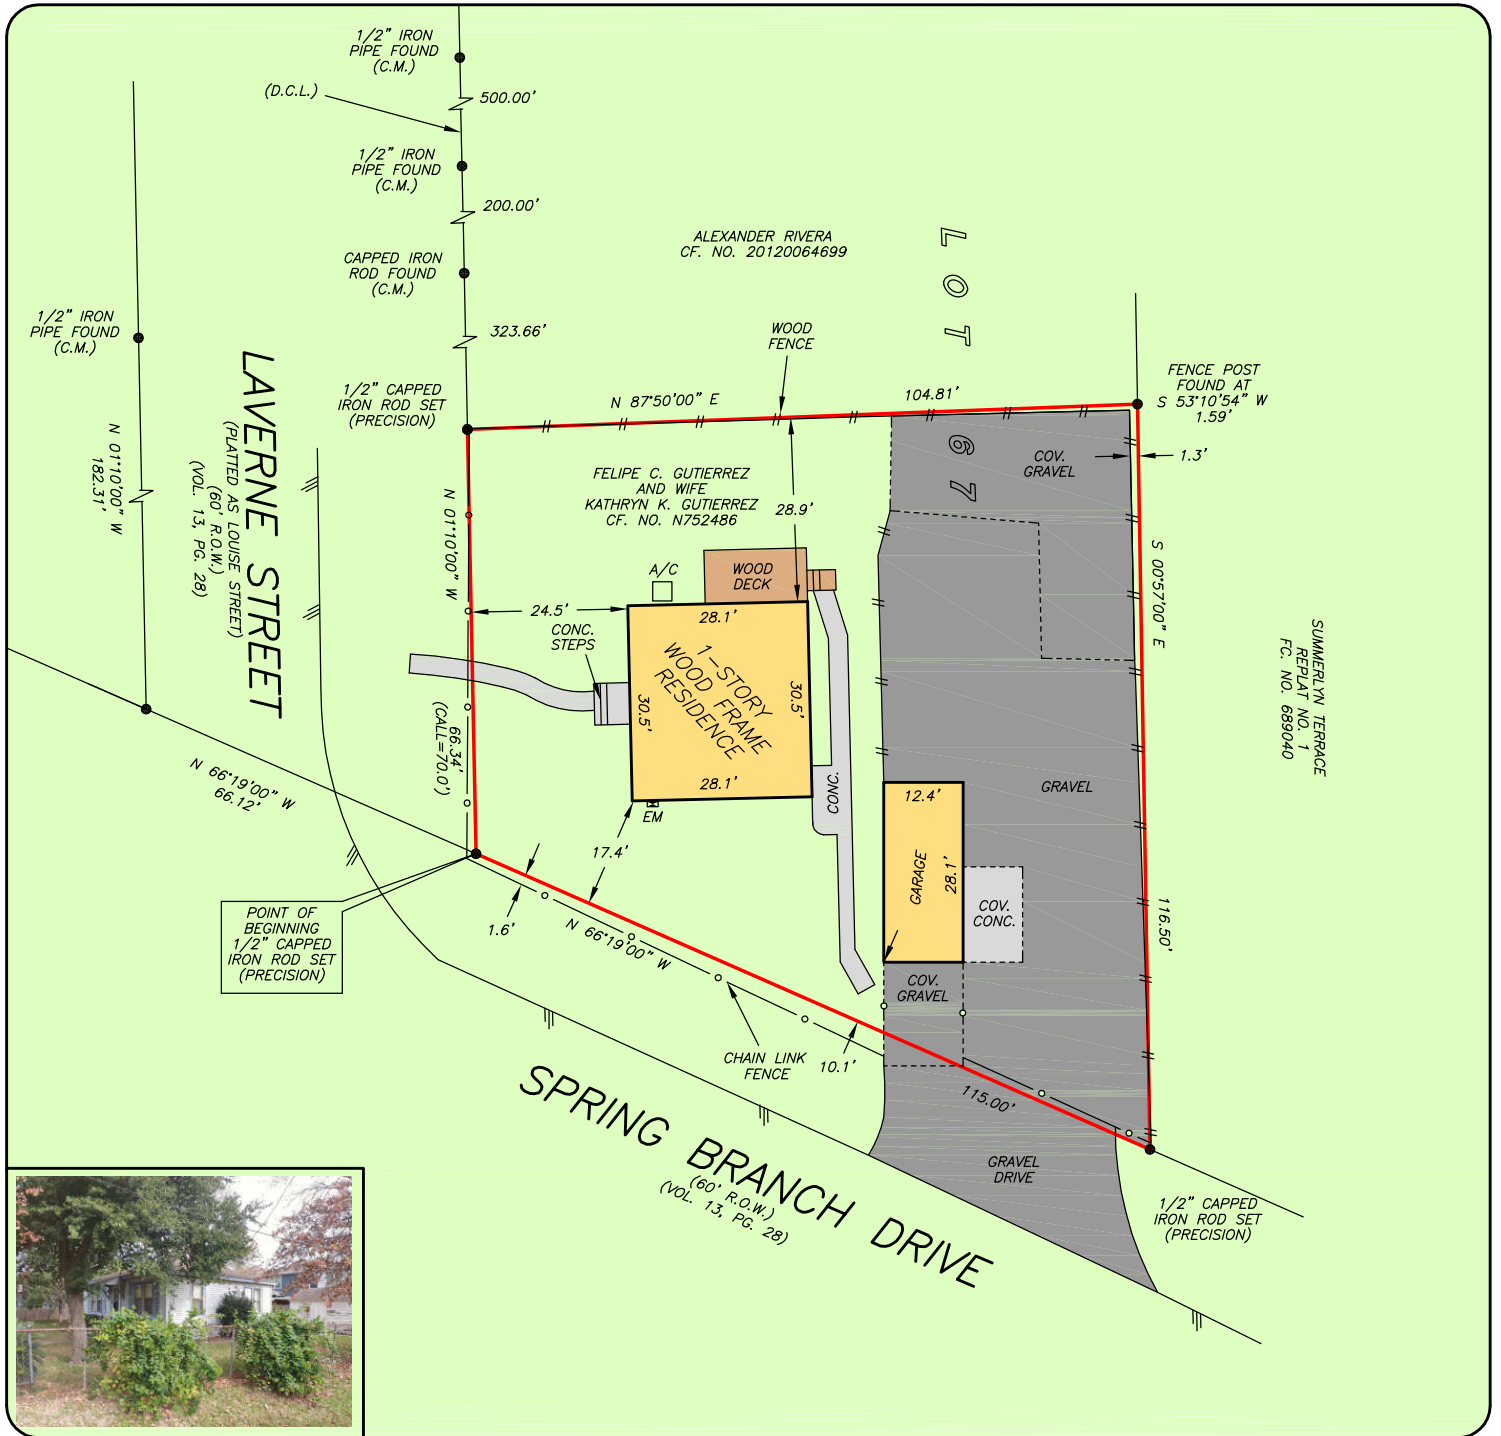 1/2" IRON
PIPE FOUND
(C.M.)
(D.C.L.)
500.00'
1/2" IRON
PIPE FOUND
(C.M.)
200.00'
ALEXANDER RIVERA
CF. NO. 20120064699
LOT 67
CAPPED IRON
ROD FOUND
(C.M.)
1/2" IRON
PIPE FOUND
(C.M.)
323.66'
WOOD
FENCE
1/2" CAPPED
IRON ROD SET
(PRECISION)
N 87°50'00" E
104.81'
FENCE POST
FOUND AT
S 53°10'54" W
1.59'
1.3'
COV.
GRAVEL
N 01°10'00" W
182.31'
LAVERNE STREET
(PLATTED AS LOUISE STREET)
(60' R.O.W.)
(VOL. 13, PG. 28)
N 01°10'00" W
FELIPE C. GUTIERREZ
AND WIFE
KATHRYN K. GUTIERREZ
CF. NO. N752486
28.9'
S 00°57'00" E
SUMMERLYN TERRACE
REPLAT NO. 1
FC. NO. 689040
A/C
WOOD
DECK
24.5'
CONC.
STEPS
28.1'
1-STORY
WOOD FRAME
RESIDENCE
30.5'
30.5'
28.1'
EM
66.34'
(CALL=70.0')
CONC.
GRAVEL
12.4'
GARAGE
28.1'
COV.
CONC.
N 66°19'00" W
66.12'
17.4'
1.6'
N 66°19'00" W
116.50'
POINT OF
BEGINNING
1/2" CAPPED
IRON ROD SET
(PRECISION)
COV.
GRAVEL
CHAIN LINK
FENCE
10.1'
115.00'
SPRING BRANCH DRIVE
(60' R.O.W.)
(VOL. 13, PG. 28)
GRAVEL
DRIVE
1/2" CAPPED
IRON ROD SET
(PRECISION)